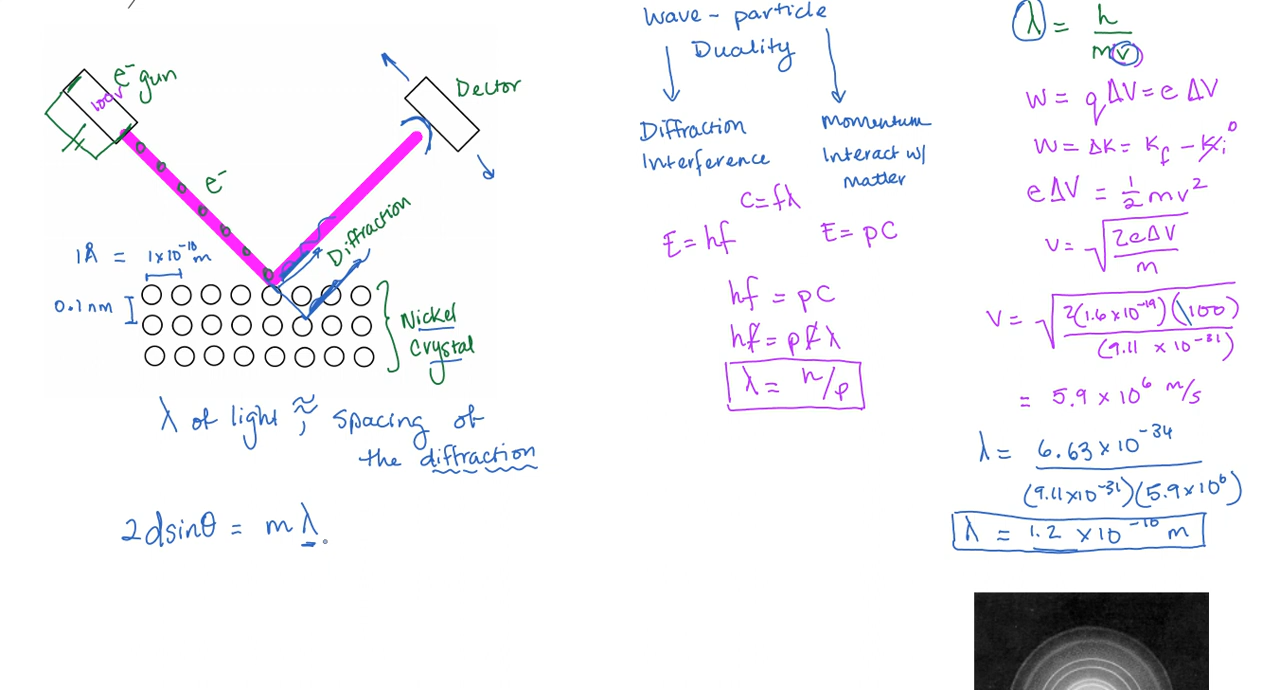 e⁻ gun
100V
Dector
e⁻
Diffraction
1Å = 1×10⁻¹⁰ m
0.1 nm
Nickel
Crystal
λ of light ≈, spacing of
the diffraction
2dsinθ = mλ.
Wave - particle
Duality
Diffraction
Interference
Momentum
Interact w/
matter
c = fλ
E = hf
E = pC
hf = pC
hf = pfλ
λ = h/p
λ = h/mv
W = qΔV = eΔV
W = ΔK = Kf - Ki⁰
eΔV = ½mv²
v = √(2eΔV/m)
V = √(2(1.6×10⁻¹⁹)(100)/(9.11 × 10⁻³¹))
= 5.9 × 10⁶ m/s
λ = 6.63 × 10⁻³⁴/(9.11×10⁻³¹)(5.9×10⁶)
λ = 1.2 × 10⁻¹⁰ m